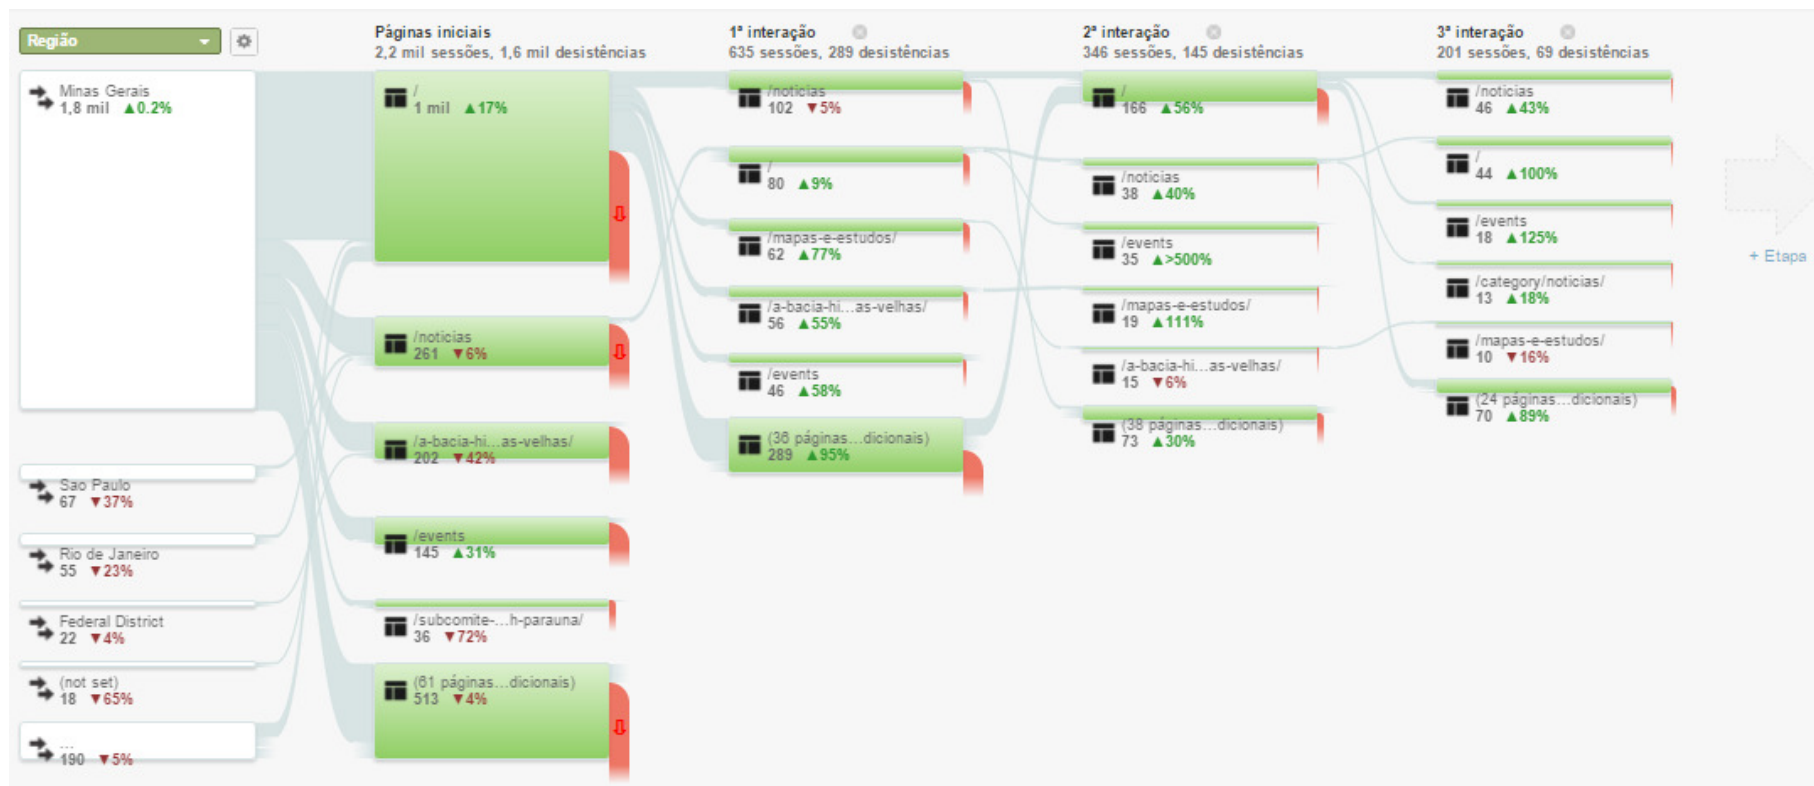 Região
Páginas iniciais
2,2 mil sessões, 1,6 mil desistências
1ª interação
635 sessões, 289 desistências
2ª interação
346 sessões, 145 desistências
3ª interação
201 sessões, 69 desistências
Minas Gerais
1,8 mil ▲0.2%
Sao Paulo
67 ▼37%
Rio de Janeiro
55 ▼23%
Federal District
22 ▼4%
(not set)
18 ▼65%
...
190 ▼5%
/
1 mil ▲17%
/noticias
261 ▼6%
/a-bacia-hi...as-velhas/
202 ▼42%
/events
145 ▲31%
/subcomite-...h-parauna/
36 ▼72%
(61 páginas...dicionais)
513 ▼4%
/noticias
102 ▼5%
/
80 ▲9%
/mapas-e-estudos/
62 ▲77%
/a-bacia-hi...as-velhas/
56 ▲55%
/events
46 ▲58%
(36 páginas...dicionais)
289 ▲95%
/
166 ▲56%
/noticias
38 ▲40%
/events
35 ▲>500%
/mapas-e-estudos/
19 ▲111%
/a-bacia-hi...as-velhas/
15 ▼6%
(38 páginas...dicionais)
73 ▲30%
/noticias
46 ▲43%
/
44 ▲100%
/events
18 ▲125%
/category/noticias/
13 ▲18%
/mapas-e-estudos/
10 ▼16%
(24 páginas...dicionais)
70 ▲89%
+ Etapa